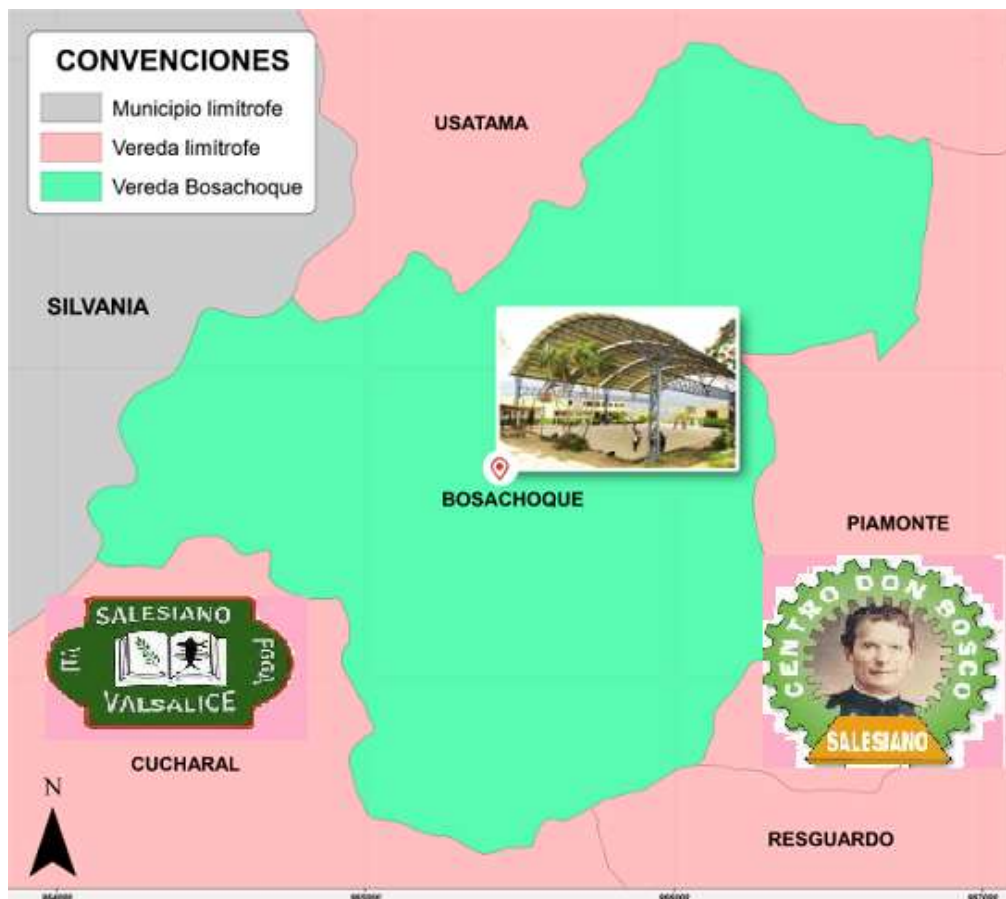 CONVENCIONES
Municipio limítrofe
Vereda limítrofe
Vereda Bosachoque
USATAMA
SILVANIA
BOSACHOQUE
PIAMONTE
SALESIANO
VALSALICE
CENTRO DON BOSCO
SALESIANO
CUCHARAL
RESGUARDO
N